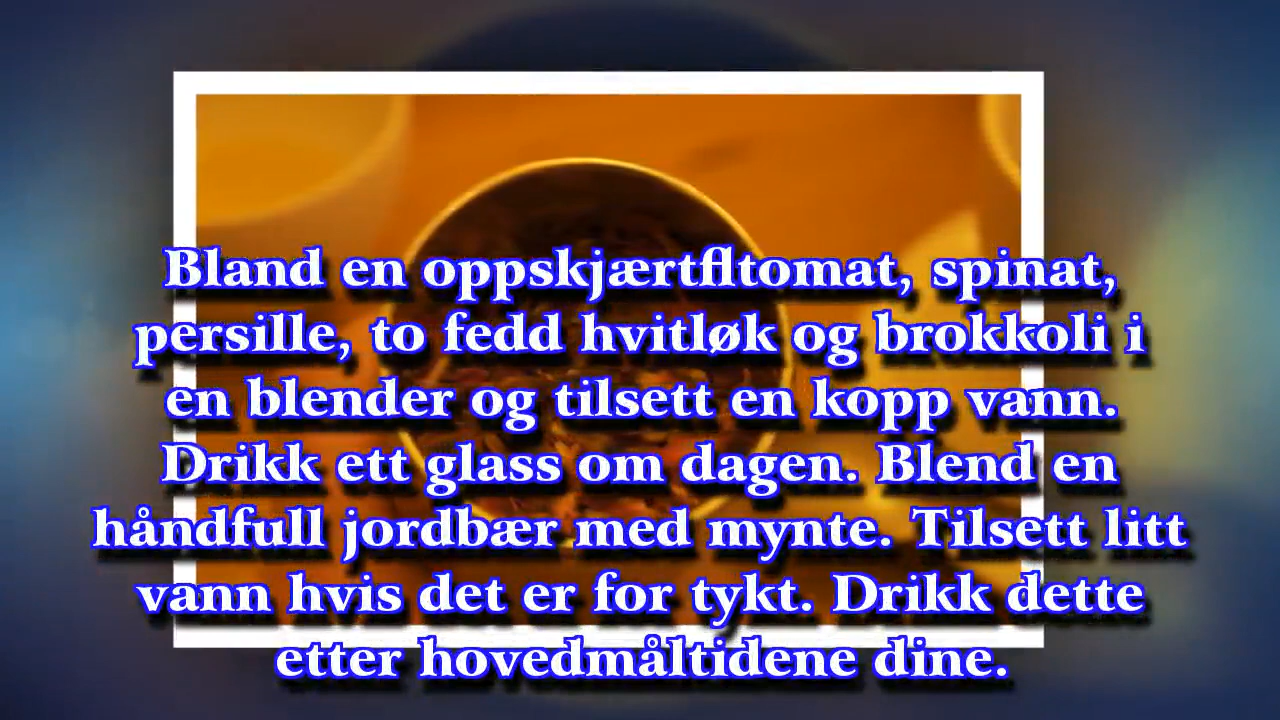 Bland en oppskjærtfltomat, spinat,
persille, to fedd hvitløk og brokkoli i
en blender og tilsett en kopp vann.
Drikk ett glass om dagen. Blend en
håndfull jordbær med mynte. Tilsett litt
vann hvis det er for tykt. Drikk dette
etter hovedmåltidene dine.